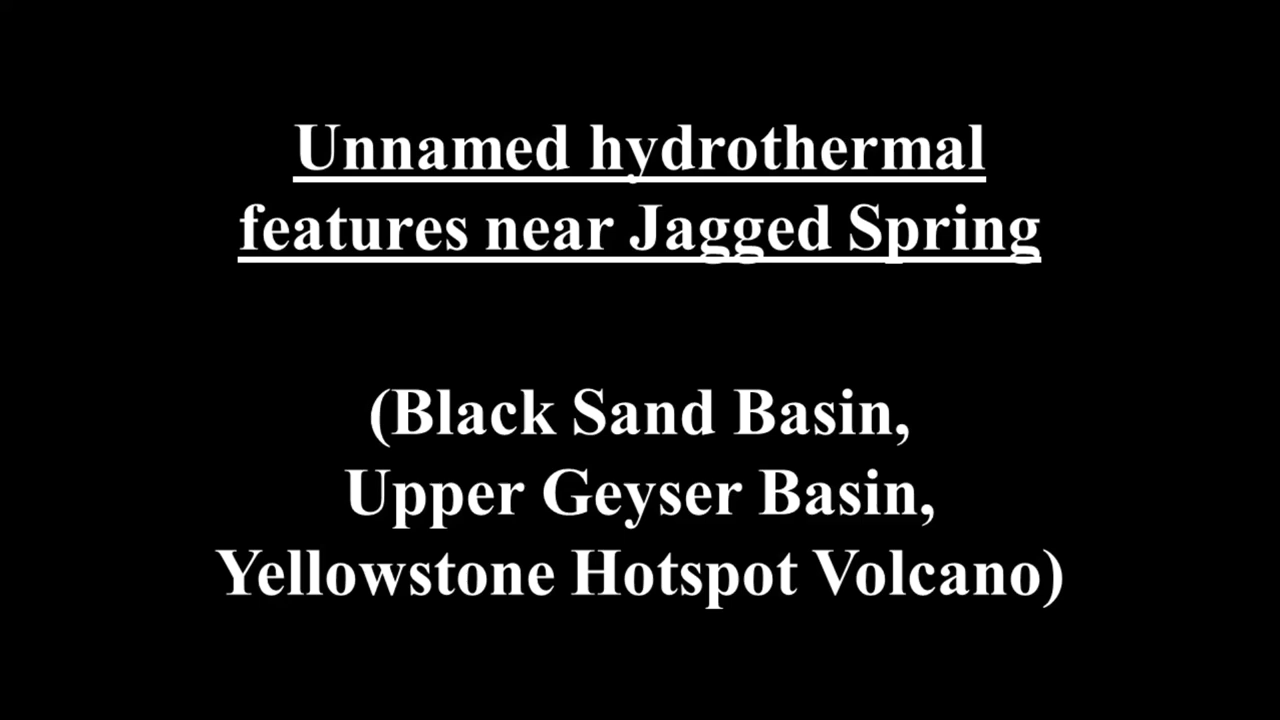 Unnamed hydrothermal
features near Jagged Spring
(Black Sand Basin,
Upper Geyser Basin,
Yellowstone Hotspot Volcano)